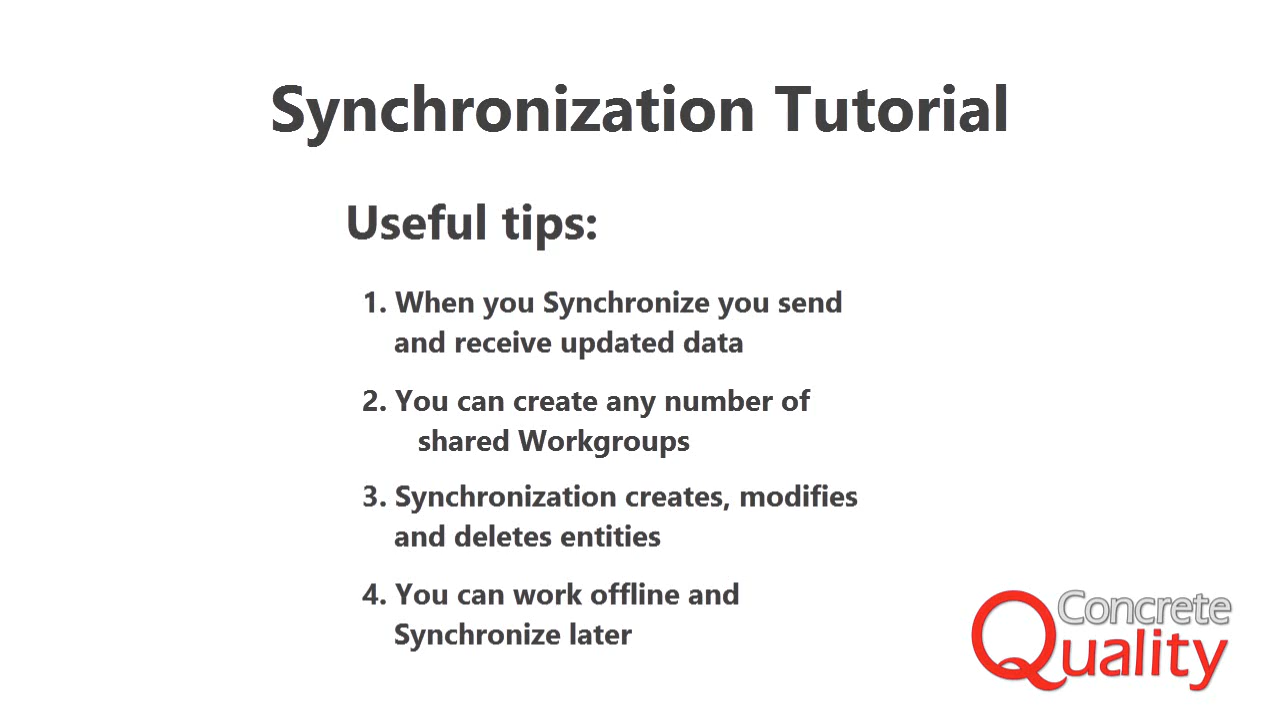 Synchronization Tutorial
Useful tips:
1. When you Synchronize you send
and receive updated data
2. You can create any number of
shared Workgroups
3. Synchronization creates, modifies
and deletes entities
4. You can work offline and
Synchronize later
Concrete
Quality